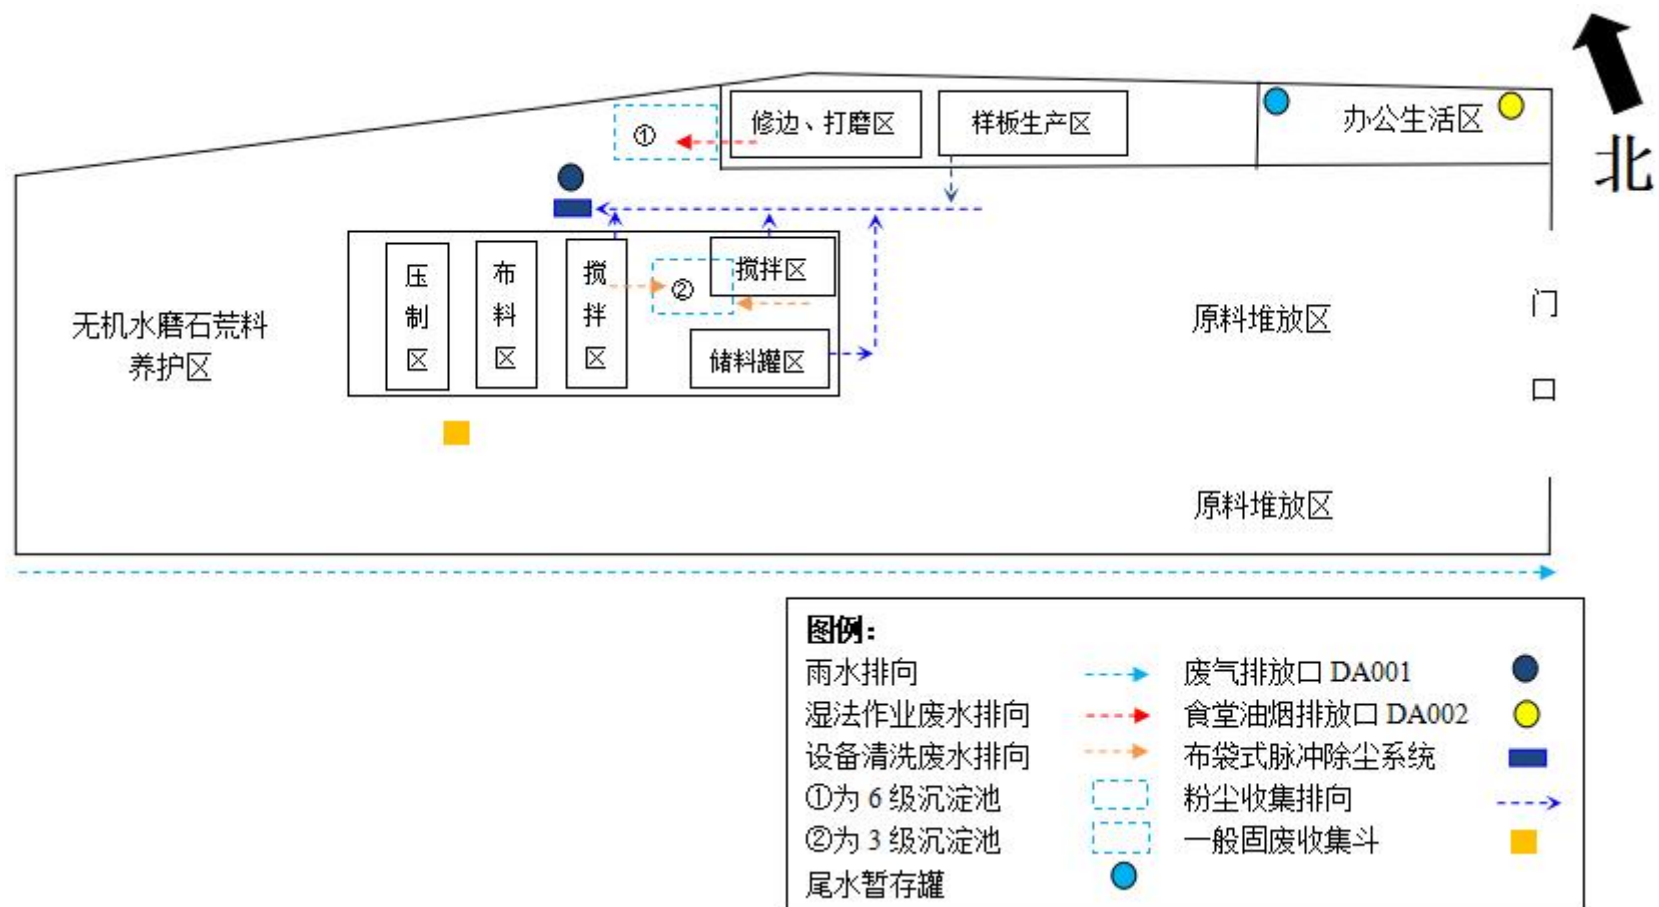 北
①
修边、打磨区
样板生产区
办公生活区
压制区
布料区
搅拌区
②
搅拌区
储料罐区
无机水磨石荒料
养护区
原料堆放区
门口
原料堆放区
图例：
雨水排向
废气排放口 DA001
湿法作业废水排向
食堂油烟排放口 DA002
设备清洗废水排向
布袋式脉冲除尘系统
①为 6 级沉淀池
粉尘收集排向
②为 3 级沉淀池
一般固废收集斗
尾水暂存罐